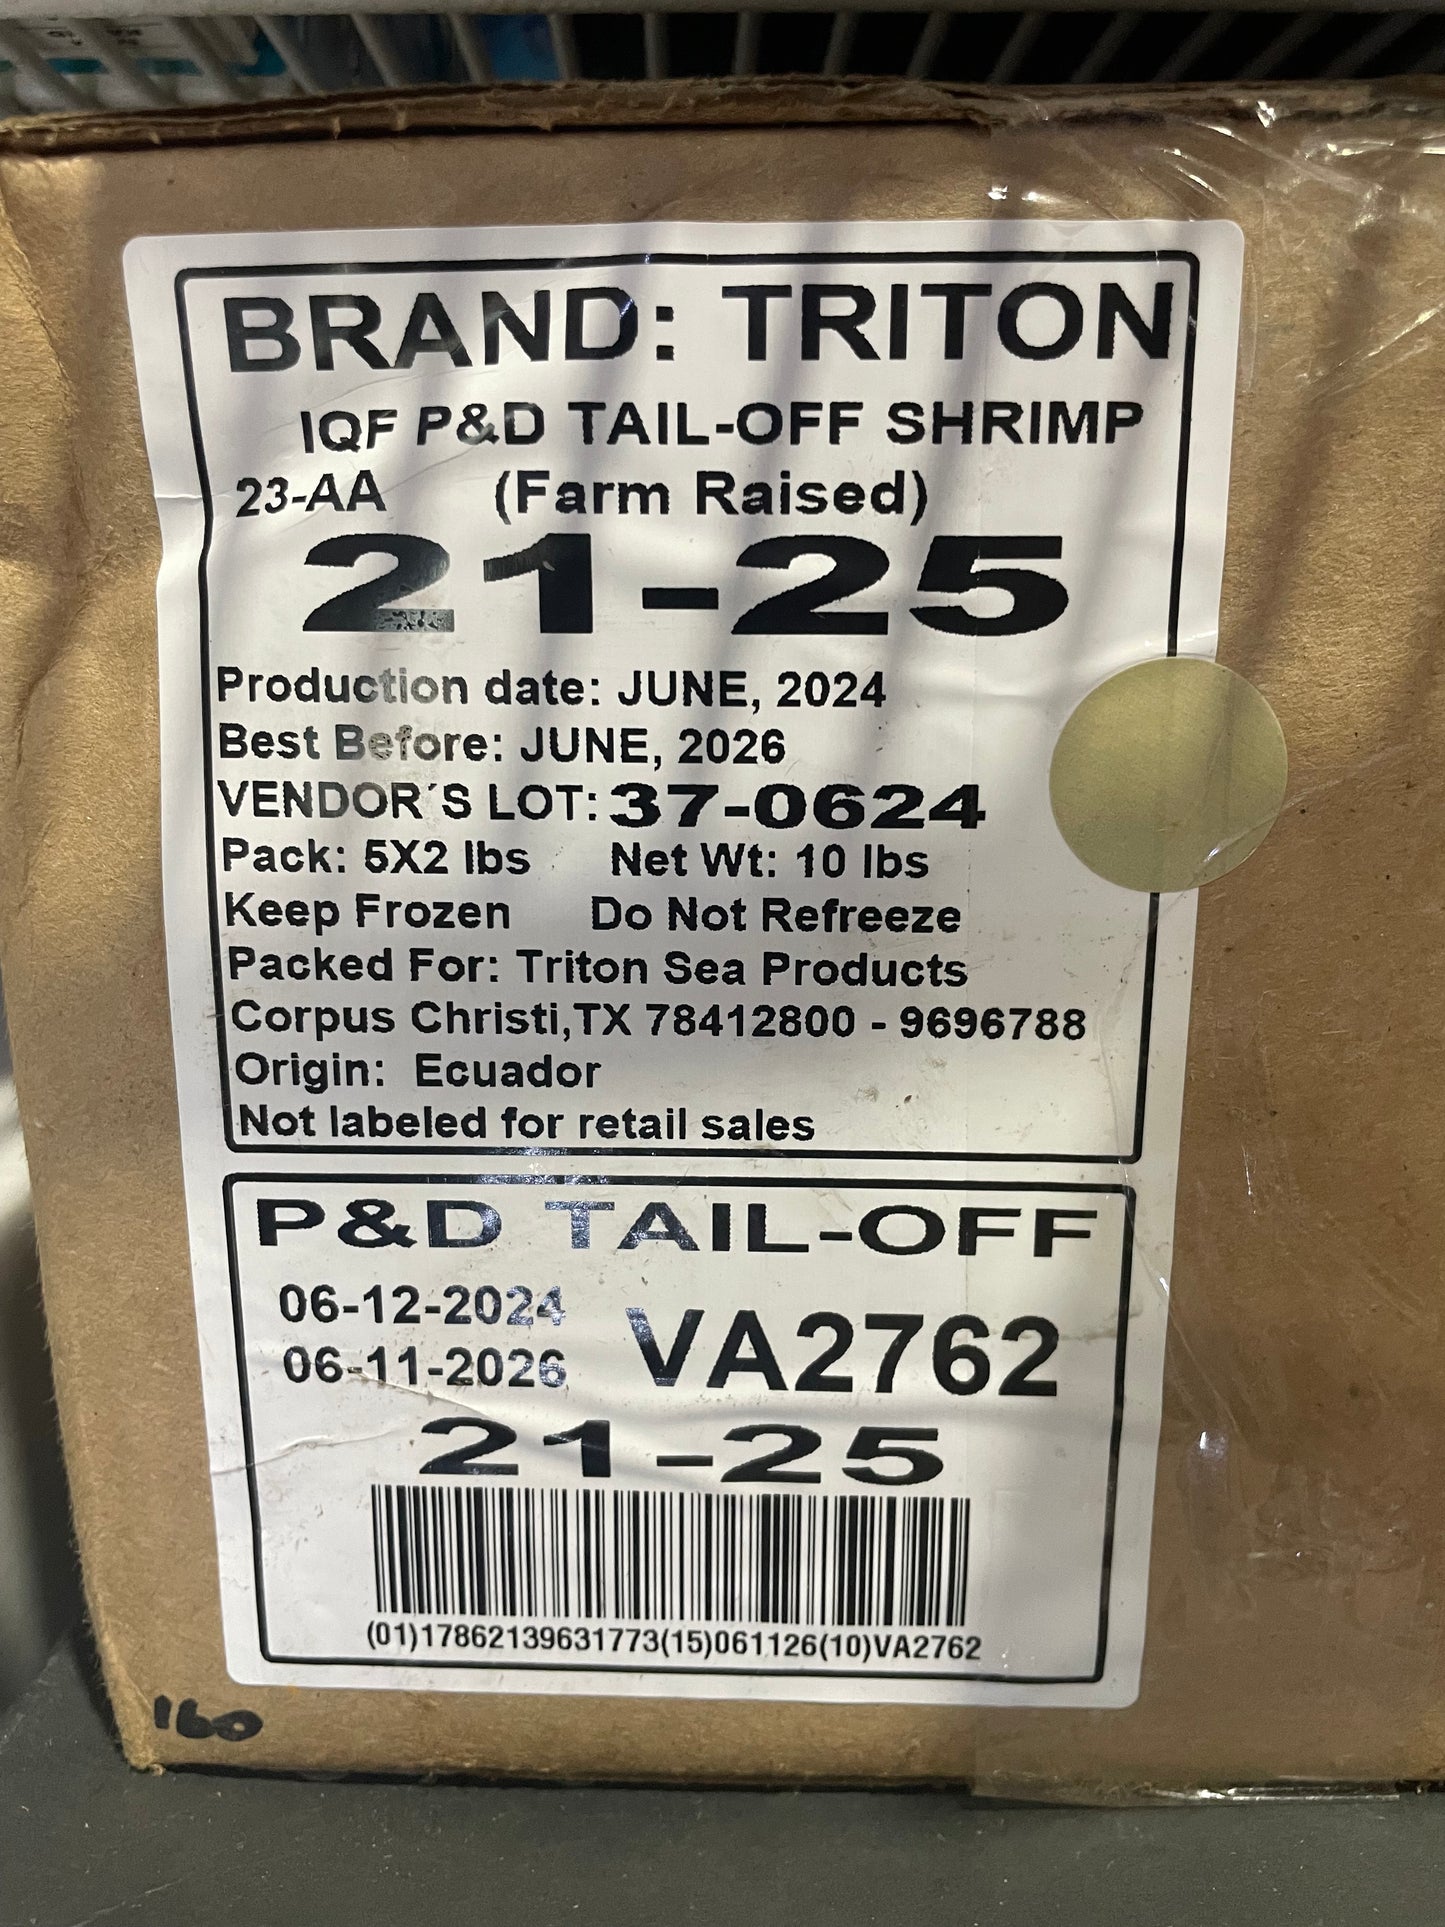 BRAND: TRITON
IQF P&D TAIL-OFF SHRIMP
23-AA (Farm Raised)
21-25
Production date: JUNE, 2024
Best Before: JUNE, 2026
VENDOR´S LOT: 37-0624
Pack: 5X2 lbs Net Wt: 10 lbs
Keep Frozen Do Not Refreeze
Packed For: Triton Sea Products
Corpus Christi,TX 78412800 - 9696788
Origin: Ecuador
Not labeled for retail sales
P&D TAIL-OFF
06-12-2024
06-11-2026
VA2762
21-25
(01)17862139631773(15)061126(10)VA2762
160